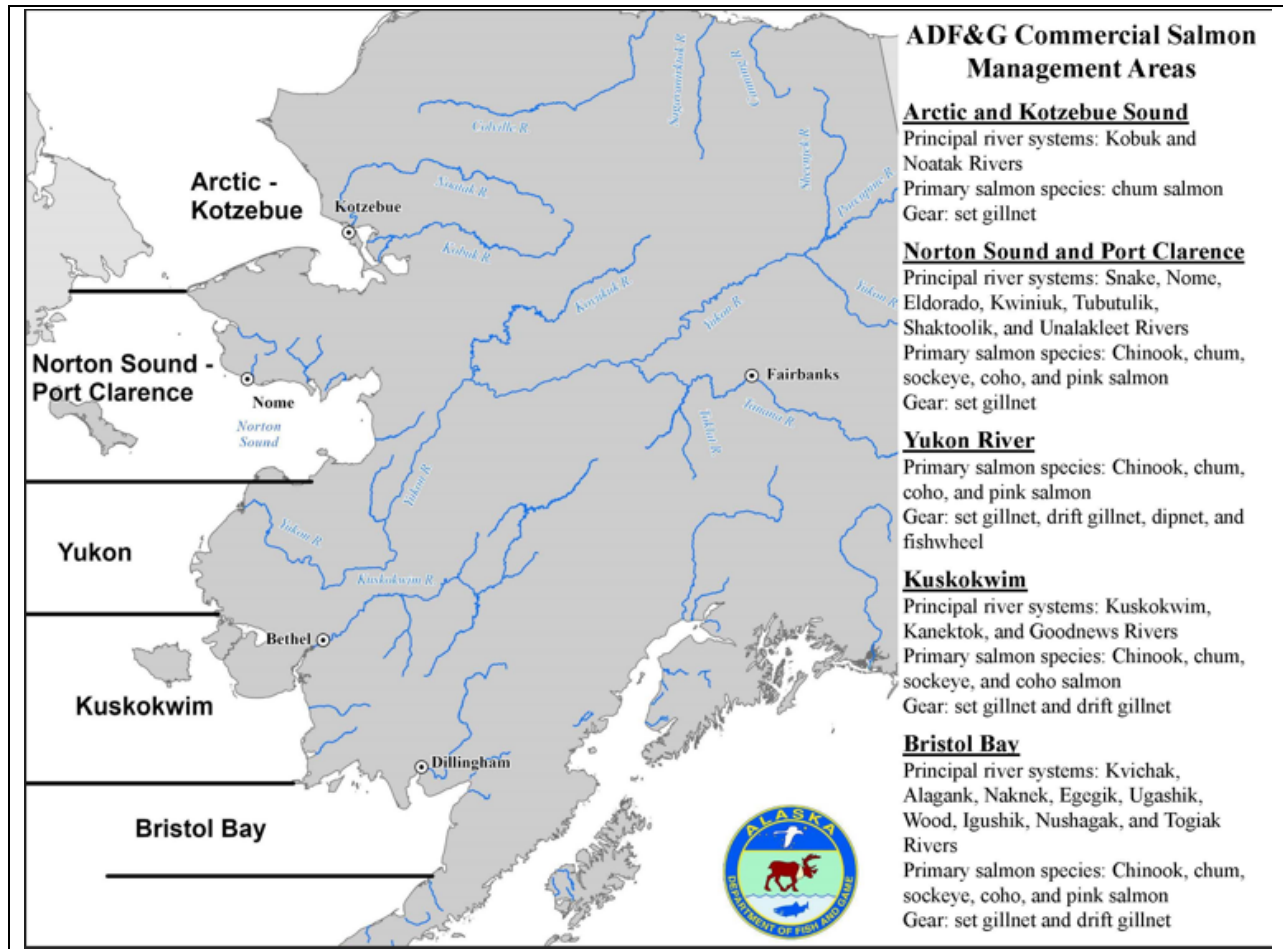 ADF&G Commercial Salmon
Management Areas
Arctic and Kotzebue Sound
Principal river systems: Kobuk and
Noatak Rivers
Primary salmon species: chum salmon
Gear: set gillnet
Norton Sound and Port Clarence
Principal river systems: Snake, Nome,
Eldorado, Kwiniuk, Tubutulik,
Shaktoolik, and Unalakleet Rivers
Primary salmon species: Chinook, chum,
sockeye, coho, and pink salmon
Gear: set gillnet
Yukon River
Primary salmon species: Chinook, chum,
coho, and pink salmon
Gear: set gillnet, drift gillnet, dipnet, and
fishwheel
Kuskokwim
Principal river systems: Kuskokwim,
Kanektok, and Goodnews Rivers
Primary salmon species: Chinook, chum,
sockeye, and coho salmon
Gear: set gillnet and drift gillnet
Bristol Bay
Principal river systems: Kvichak,
Alagank, Naknek, Egegik, Ugashik,
Wood, Igushik, Nushagak, and Togiak
Rivers
Primary salmon species: Chinook, chum,
sockeye, coho, and pink salmon
Gear: set gillnet and drift gillnet
Colville R.
Canning R.
Sheenjek R.
Porcupine R.
Arctic -
Kotzebue
Kotzebue
Noatak R.
Kobuk R.
Koyukuk R.
Yukon R.
Yukon R.
Norton Sound -
Port Clarence
Nome
Norton
Sound
Fairbanks
Tanana R.
Toklat R.
Yukon
Yukon R.
Yukon R.
Kuskokwim R.
Bethel
Kuskokwim
Dillingham
Bristol Bay
ALASKA
DEPARTMENT OF FISH AND GAME